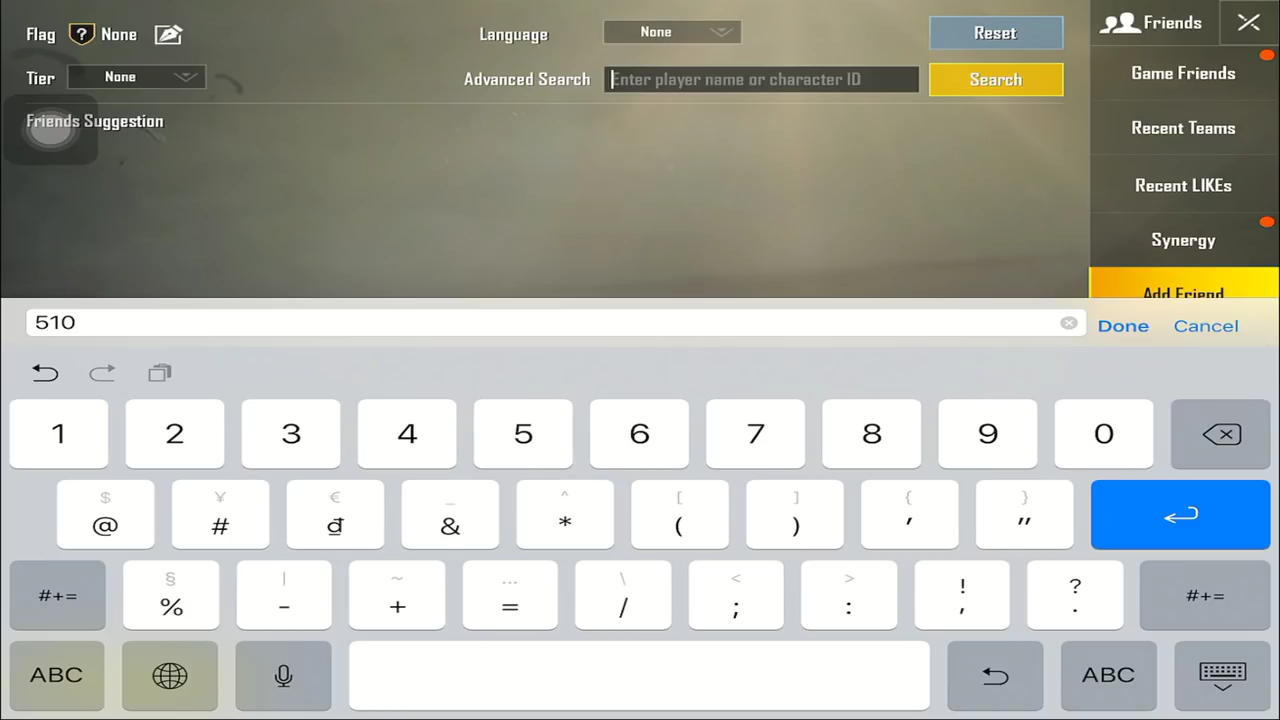 Flag ? None
Language None
Reset
Friends
Tier None
Advanced Search Enter player name or character ID
Search
Game Friends
Friends Suggestion
Recent Teams
Recent LIKEs
Synergy
Add Friend
510
Done Cancel
1 2 3 4 5 6 7 8 9 0
$ ¥ € _ ^ [ ] { }
@ # ₫ & * ( ) ' "
§ | ~ … \ < > ! ?
#+= % - + = / ; : , . #+=
ABC ABC